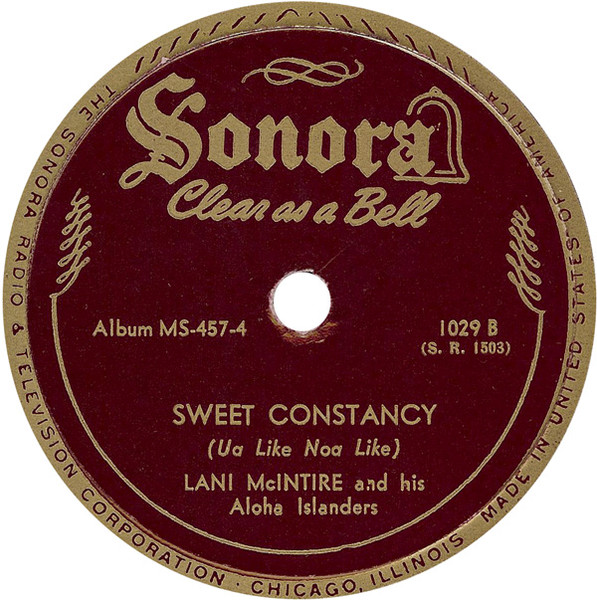 Sonora
Clear as a Bell
Album MS-457-4
1029 B
(S. R. 1503)
SWEET CONSTANCY
(Ua Like Noa Like)
LANI McINTIRE and his
Aloha Islanders
THE SONORA RADIO & TELEVISION CORPORATION · CHICAGO, ILLINOIS MADE IN UNITED STATES OF AMERICA